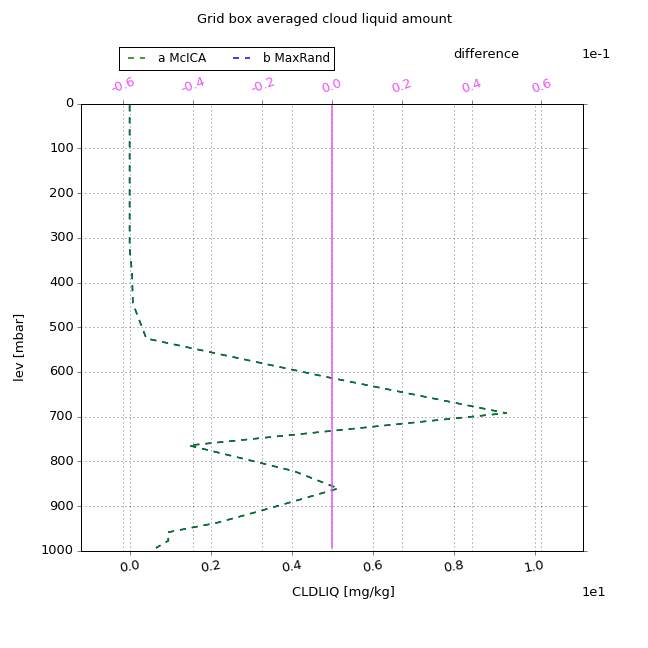 Grid box averaged cloud liquid amount
a McICA b MaxRand
difference 1e-1
-0.6 -0.4 -0.2 0.0 0.2 0.4 0.6
0
100
200
300
400
500
600
700
800
900
1000
lev [mbar]
0.0 0.2 0.4 0.6 0.8 1.0
CLDLIQ [mg/kg] 1e1